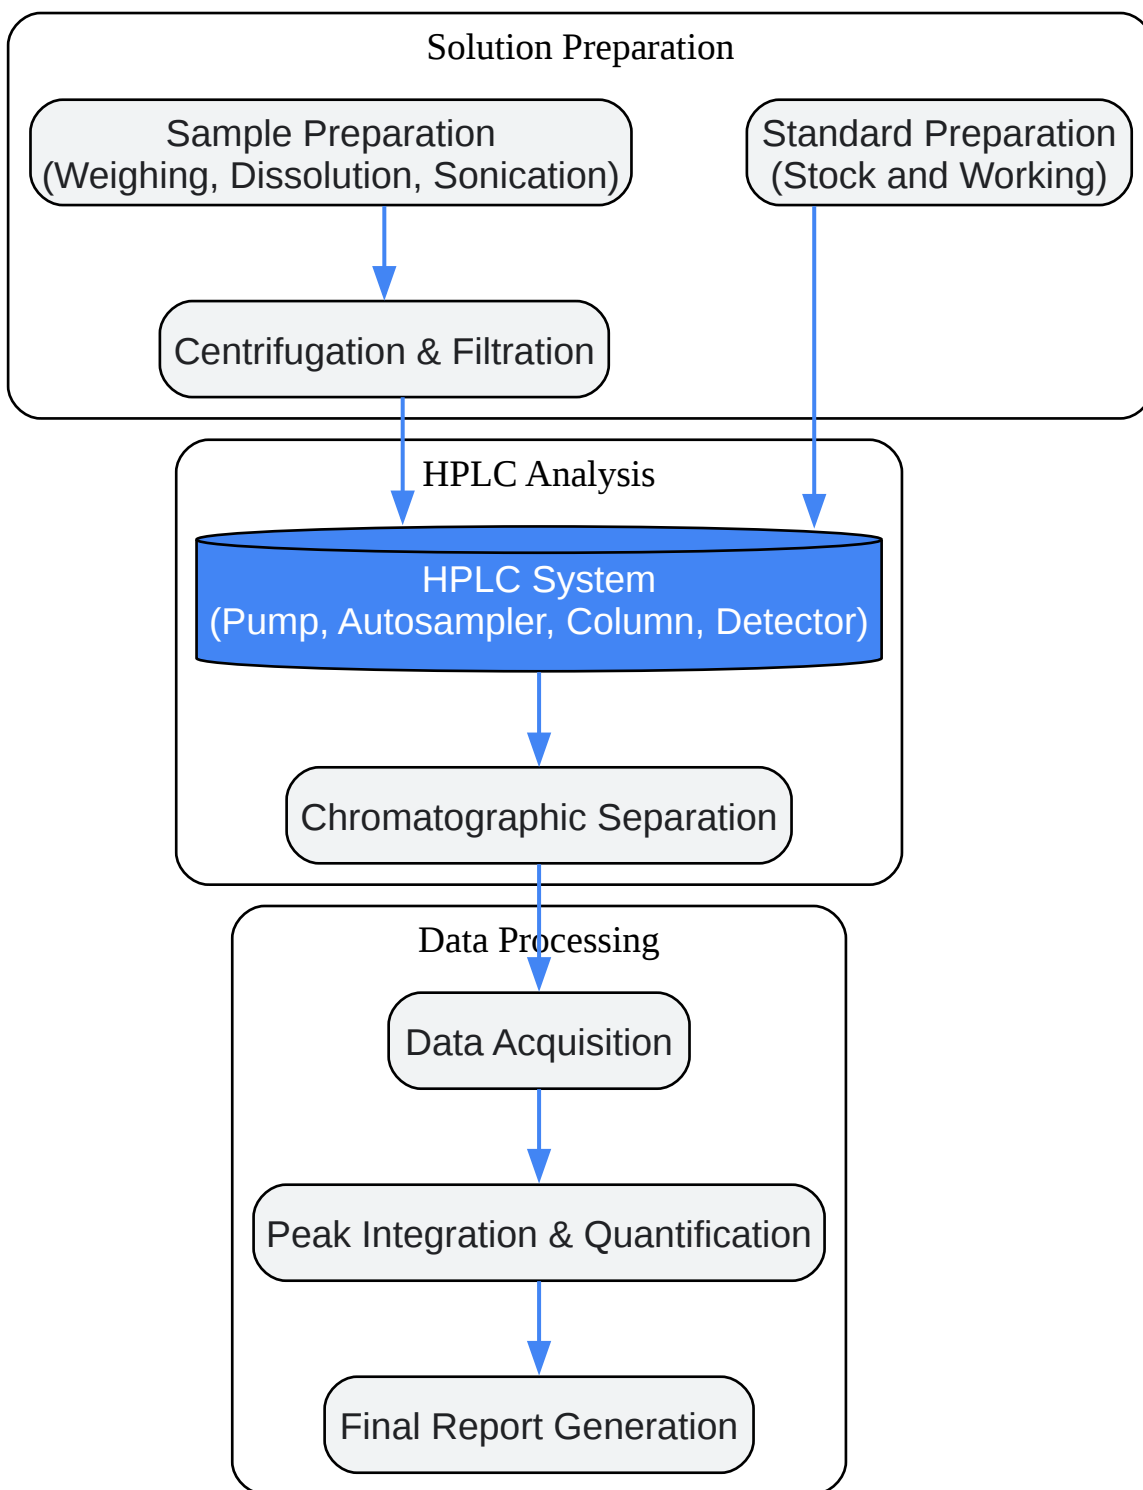 Solution Preparation
Sample Preparation
(Weighing, Dissolution, Sonication)
Standard Preparation
(Stock and Working)
Centrifugation & Filtration
HPLC Analysis
HPLC System
(Pump, Autosampler, Column, Detector)
Chromatographic Separation
Data Processing
Data Acquisition
Peak Integration & Quantification
Final Report Generation